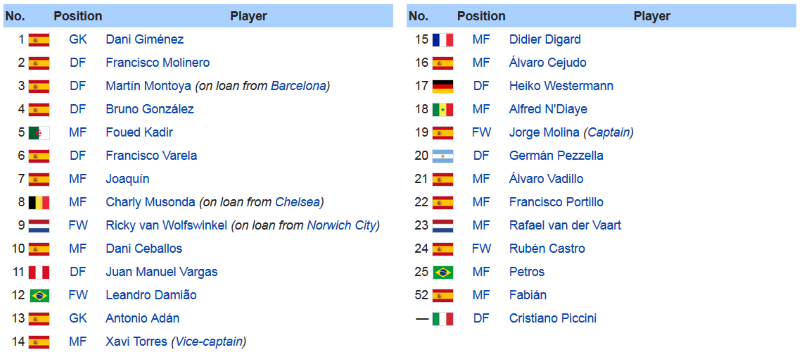 No. Position Player
1 GK Dani Giménez
2 DF Francisco Molinero
3 DF Martín Montoya (on loan from Barcelona)
4 DF Bruno González
5 MF Foued Kadir
6 DF Francisco Varela
7 MF Joaquín
8 MF Charly Musonda (on loan from Chelsea)
9 FW Ricky van Wolfswinkel (on loan from Norwich City)
10 MF Dani Ceballos
11 DF Juan Manuel Vargas
12 FW Leandro Damião
13 GK Antonio Adán
14 MF Xavi Torres (Vice-captain)
No. Position Player
15 MF Didier Digard
16 MF Álvaro Cejudo
17 DF Heiko Westermann
18 MF Alfred N'Diaye
19 FW Jorge Molina (Captain)
20 DF Germán Pezzella
21 MF Álvaro Vadillo
22 MF Francisco Portillo
23 MF Rafael van der Vaart
24 FW Rubén Castro
25 MF Petros
52 MF Fabián
— DF Cristiano Piccini